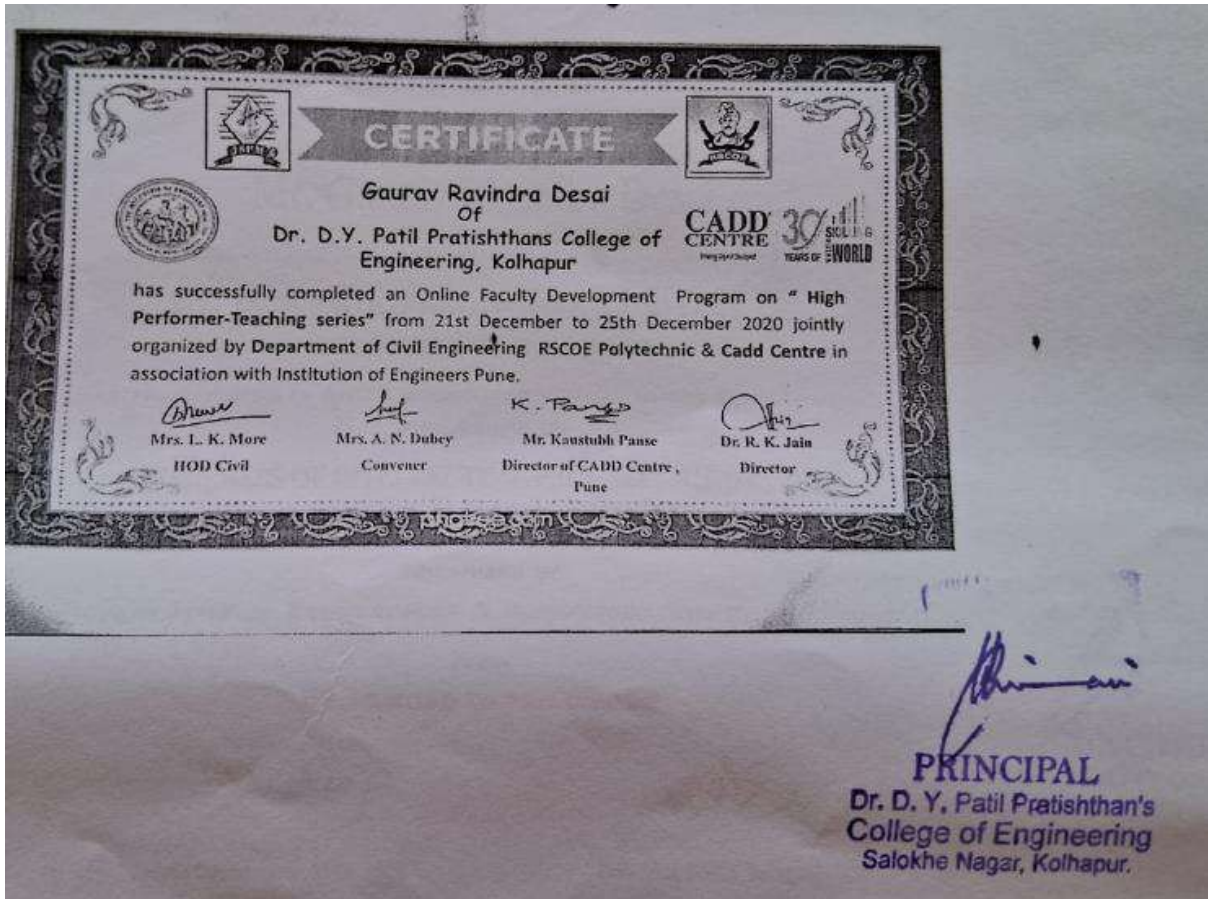 CERTIFICATE
JSPM
RSCOE
Gaurav Ravindra Desai
Of
Dr. D.Y. Patil Pratishthans College of
Engineering, Kolhapur
CADD
CENTRE
30
YEARS OF
WORLD
has successfully completed an Online Faculty Development Program on “ High
Performer-Teaching series” from 21st December to 25th December 2020 jointly
organized by Department of Civil Engineering RSCOE Polytechnic & Cadd Centre in
association with Institution of Engineers Pune.
K. Panse
Mrs. L. K. More
Mrs. A. N. Dubey
Mr. Kaustubh Panse
Dr. R. K. Jain
HOD Civil
Convener
Director of CADD Centre ,
Pune
Director
PRINCIPAL
Dr. D. Y. Patil Pratishthan's
College of Engineering
Salokhe Nagar, Kolhapur.